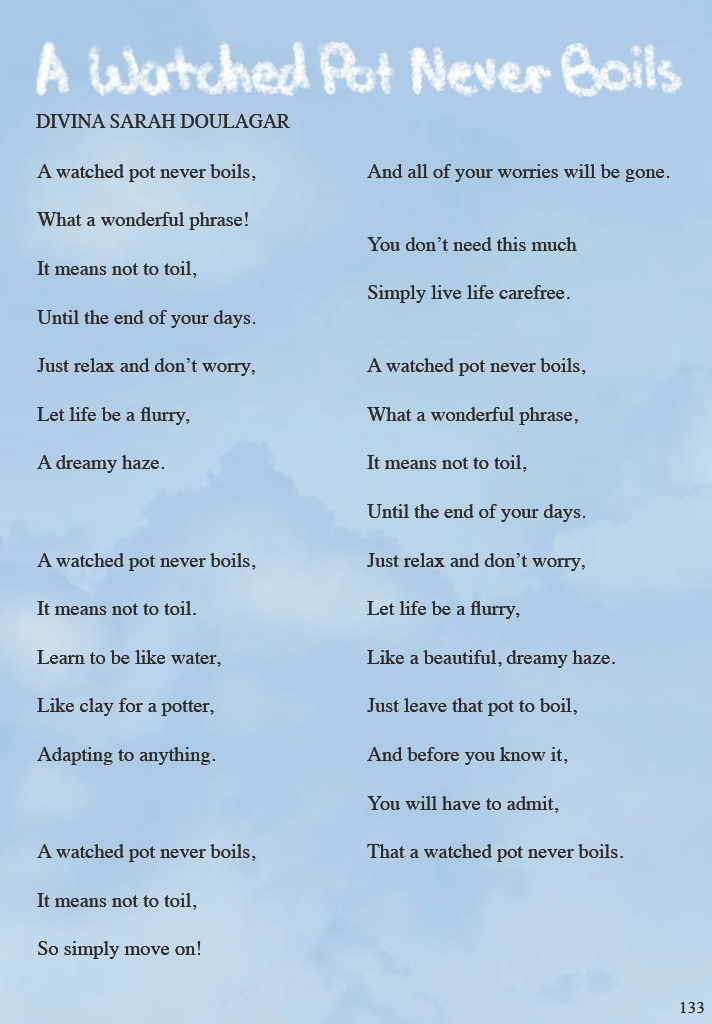 A Watched Pot Never Boils
DIVINA SARAH DOULAGAR
A watched pot never boils,
What a wonderful phrase!
It means not to toil,
Until the end of your days.
Just relax and don’t worry,
Let life be a flurry,
A dreamy haze.
A watched pot never boils,
It means not to toil.
Learn to be like water,
Like clay for a potter,
Adapting to anything.
A watched pot never boils,
It means not to toil,
So simply move on!
And all of your worries will be gone.
You don’t need this much
Simply live life carefree.
A watched pot never boils,
What a wonderful phrase,
It means not to toil,
Until the end of your days.
Just relax and don’t worry,
Let life be a flurry,
Like a beautiful, dreamy haze.
Just leave that pot to boil,
And before you know it,
You will have to admit,
That a watched pot never boils.
133